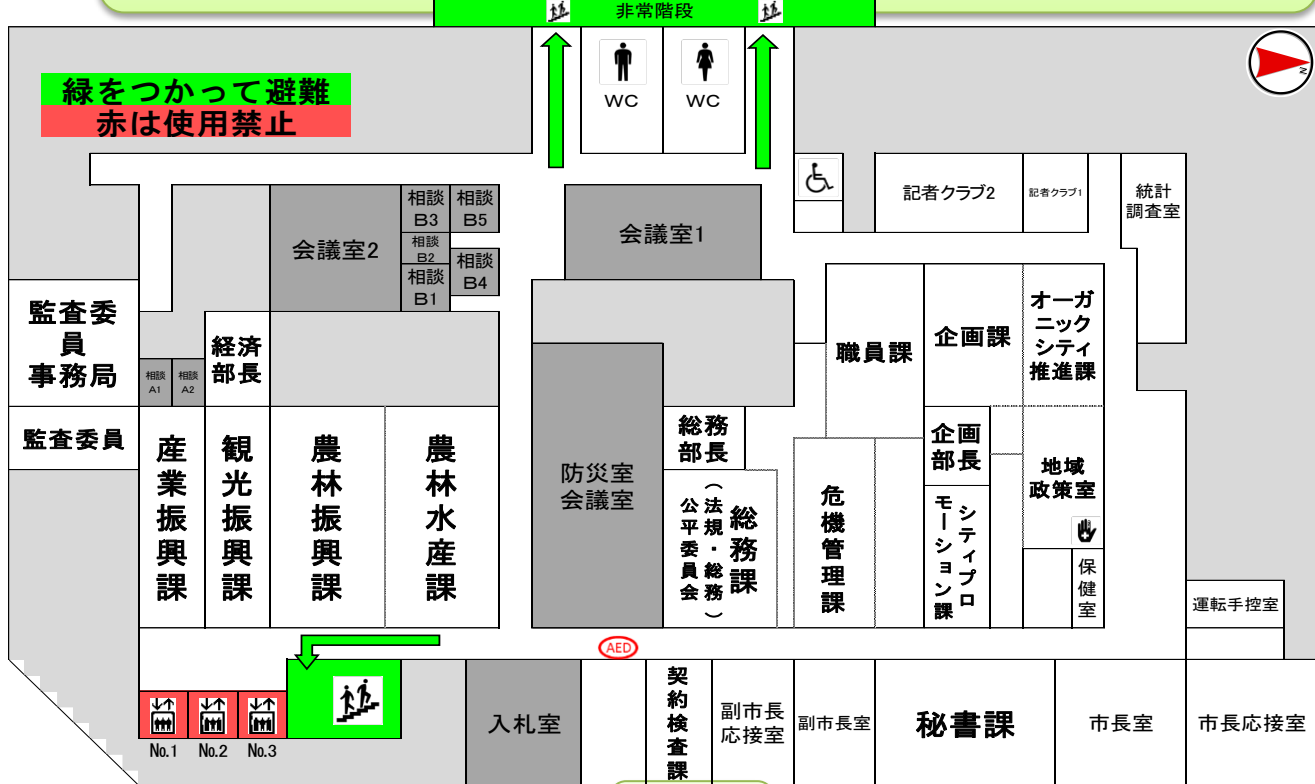 非常階段
緑をつかって避難
赤は使用禁止
WC
WC
N
記者クラブ2
記者クラブ1
統計
調査室
会議室2
相談
B3
相談
B5
相談
B2
相談
B4
相談
B1
会議室1
監査委
員
事務局
相談
A1
相談
A2
経済
部長
職員課
企画課
オーガ
ニック
シティ
推進課
監査委員
産業振興課
観光振興課
農林振興課
農林水産課
防災室
会議室
総務
部長
総務課
(法規・総務)
公平委員会
危機管理課
企画
部長
シティプロ
モーション課
地域
政策室
保健室
運転手控室
AED
No.1
No.2
No.3
入札室
契約検査課
副市長
応接室
副市長室
秘書課
市長室
市長応接室